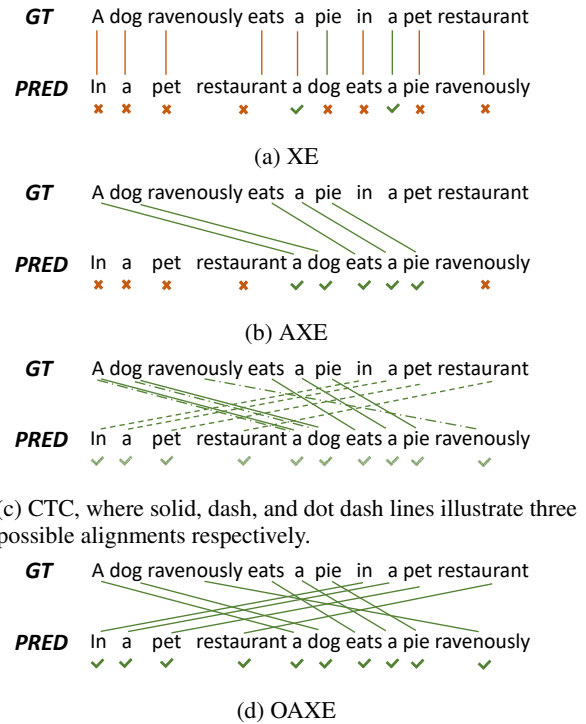 GT A dog ravenously eats a pie in a pet restaurant
PRED In a pet restaurant a dog eats a pie ravenously
(a) XE
GT A dog ravenously eats a pie in a pet restaurant
PRED In a pet restaurant a dog eats a pie ravenously
(b) AXE
GT A dog ravenously eats a pie in a pet restaurant
PRED In a pet restaurant a dog eats a pie ravenously
(c) CTC, where solid, dash, and dot dash lines illustrate three
possible alignments respectively.
GT A dog ravenously eats a pie in a pet restaurant
PRED In a pet restaurant a dog eats a pie ravenously
(d) OAXE